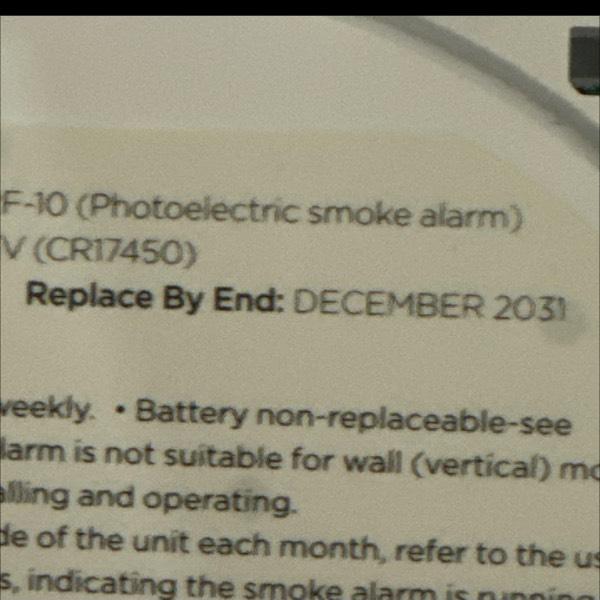 F-10 (Photoelectric smoke alarm)
V (CR17450)
Replace By End: DECEMBER 2031
weekly. • Battery non-replaceable-see
larm is not suitable for wall (vertical) mo
alling and operating.
de of the unit each month, refer to the us
s, indicating the smoke alarm is running